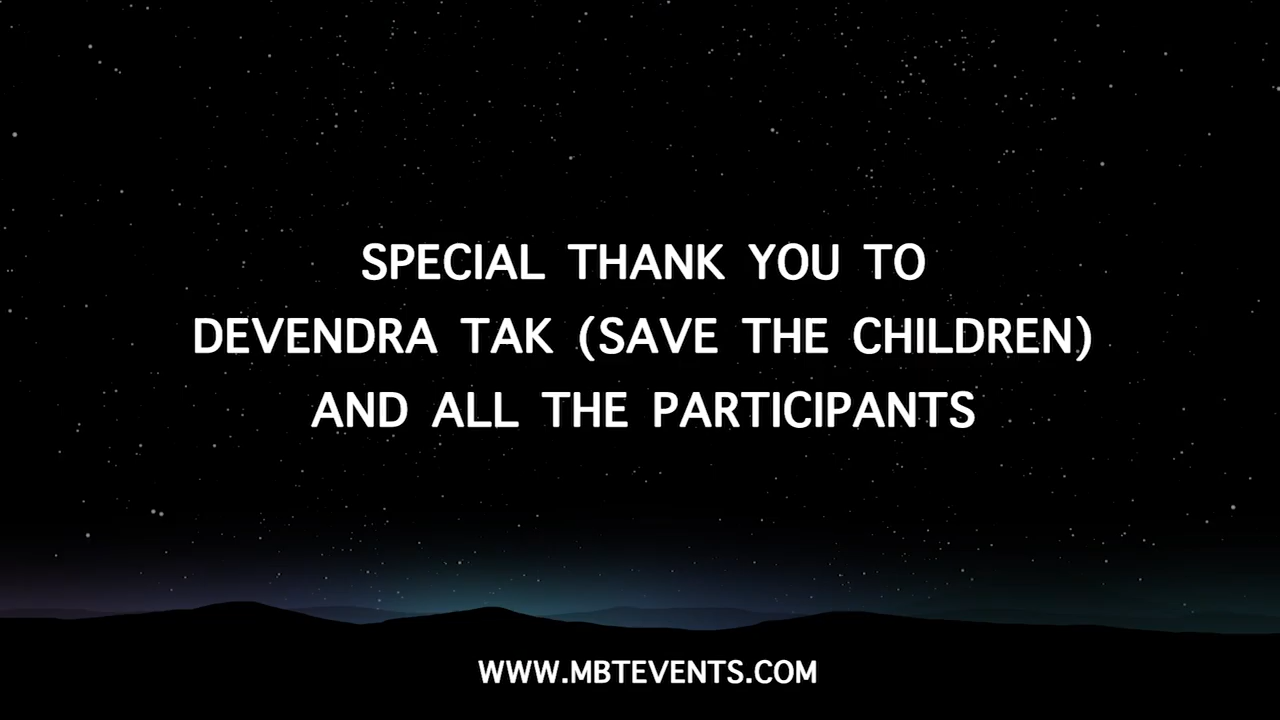 SPECIAL THANK YOU TO
DEVENDRA TAK (SAVE THE CHILDREN)
AND ALL THE PARTICIPANTS
WWW.MBTEVENTS.COM